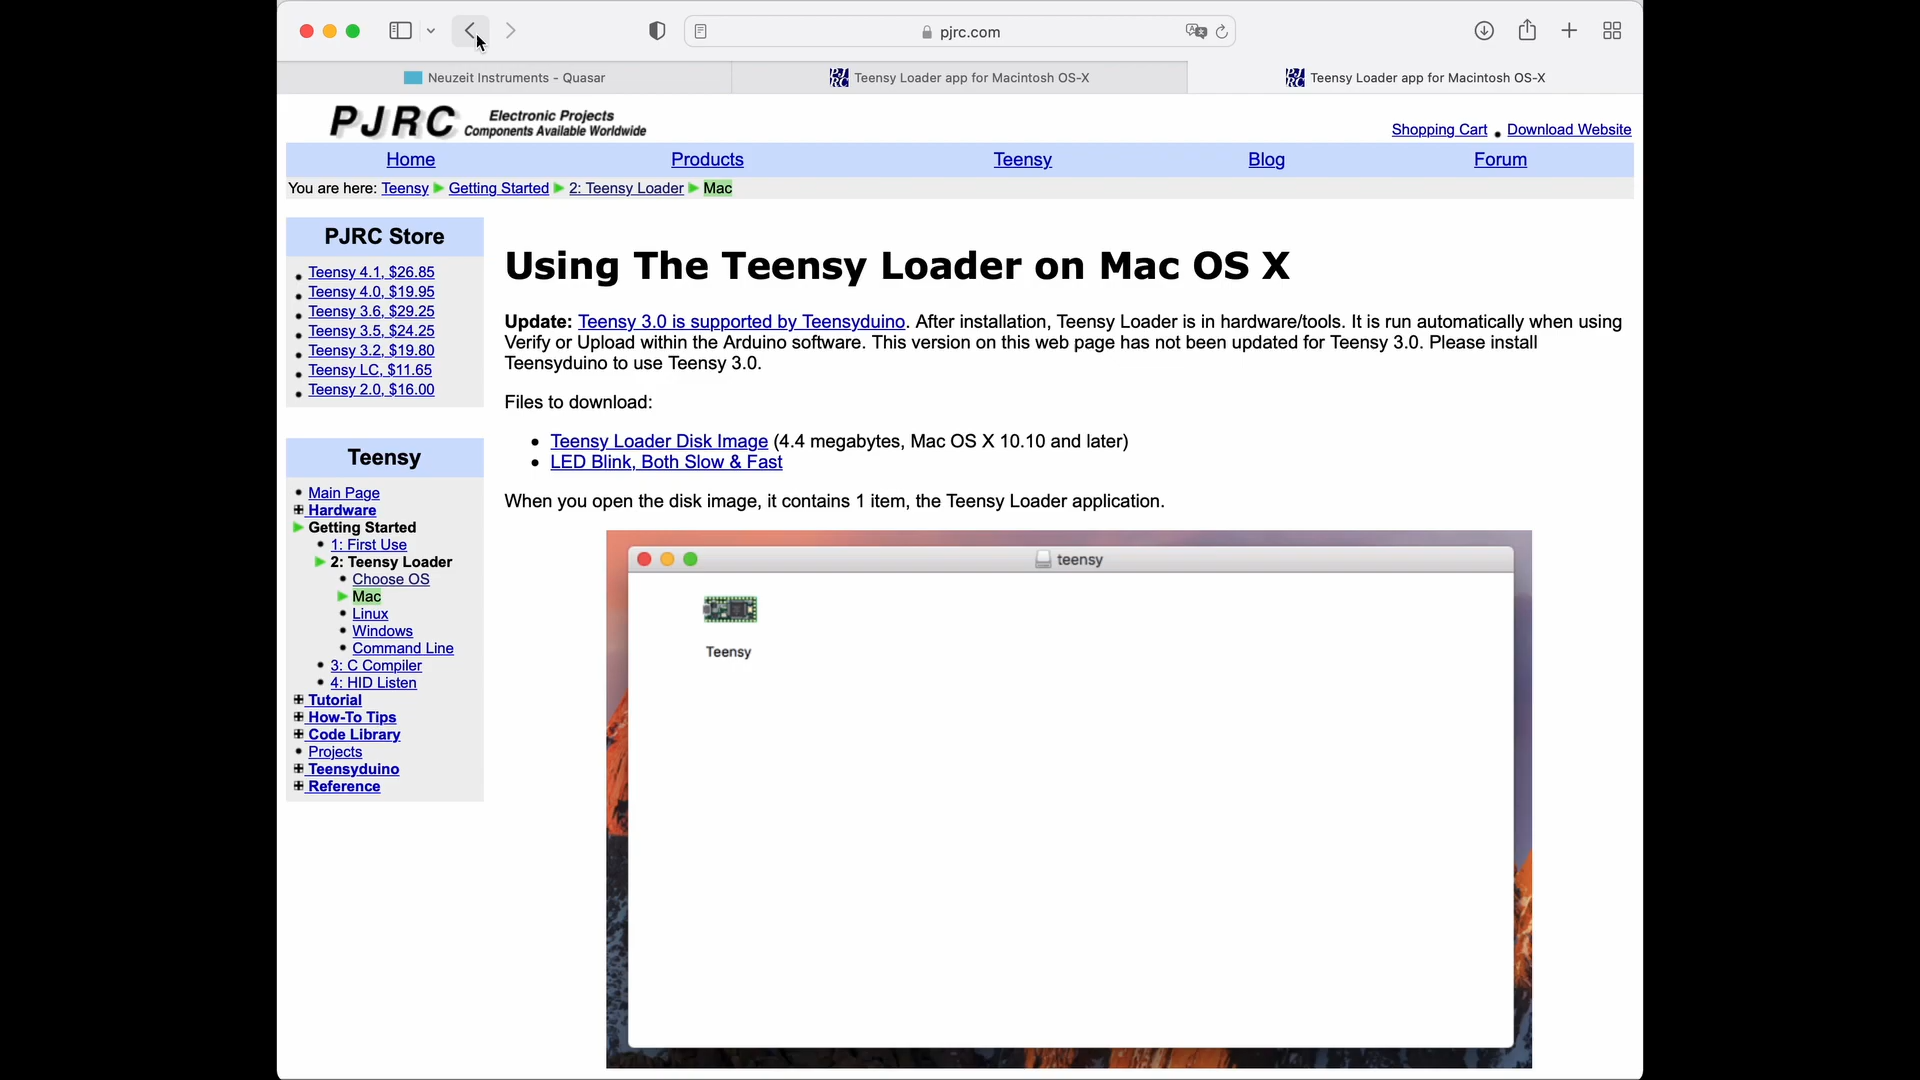 pjrc.com
Neuzeit Instruments - Quasar
Teensy Loader app for Macintosh OS-X
Teensy Loader app for Macintosh OS-X
PJRC
Electronic Projects
Components Available Worldwide
Shopping Cart
Download Website
Home
Products
Teensy
Blog
Forum
You are here: Teensy Getting Started 2: Teensy Loader Mac
PJRC Store
Teensy 4.1, $26.85
Teensy 4.0, $19.95
Teensy 3.6, $29.25
Teensy 3.5, $24.25
Teensy 3.2, $19.80
Teensy LC, $11.65
Teensy 2.0, $16.00
Teensy
Main Page
Hardware
Getting Started
1: First Use
2: Teensy Loader
Choose OS
Mac
Linux
Windows
Command Line
3: C Compiler
4: HID Listen
Tutorial
How-To Tips
Code Library
Projects
Teensyduino
Reference
Using The Teensy Loader on Mac OS X
Update: Teensy 3.0 is supported by Teensyduino. After installation, Teensy Loader is in hardware/tools. It is run automatically when using
Verify or Upload within the Arduino software. This version on this web page has not been updated for Teensy 3.0. Please install
Teensyduino to use Teensy 3.0.
Files to download:
Teensy Loader Disk Image (4.4 megabytes, Mac OS X 10.10 and later)
LED Blink, Both Slow & Fast
When you open the disk image, it contains 1 item, the Teensy Loader application.
teensy
Teensy